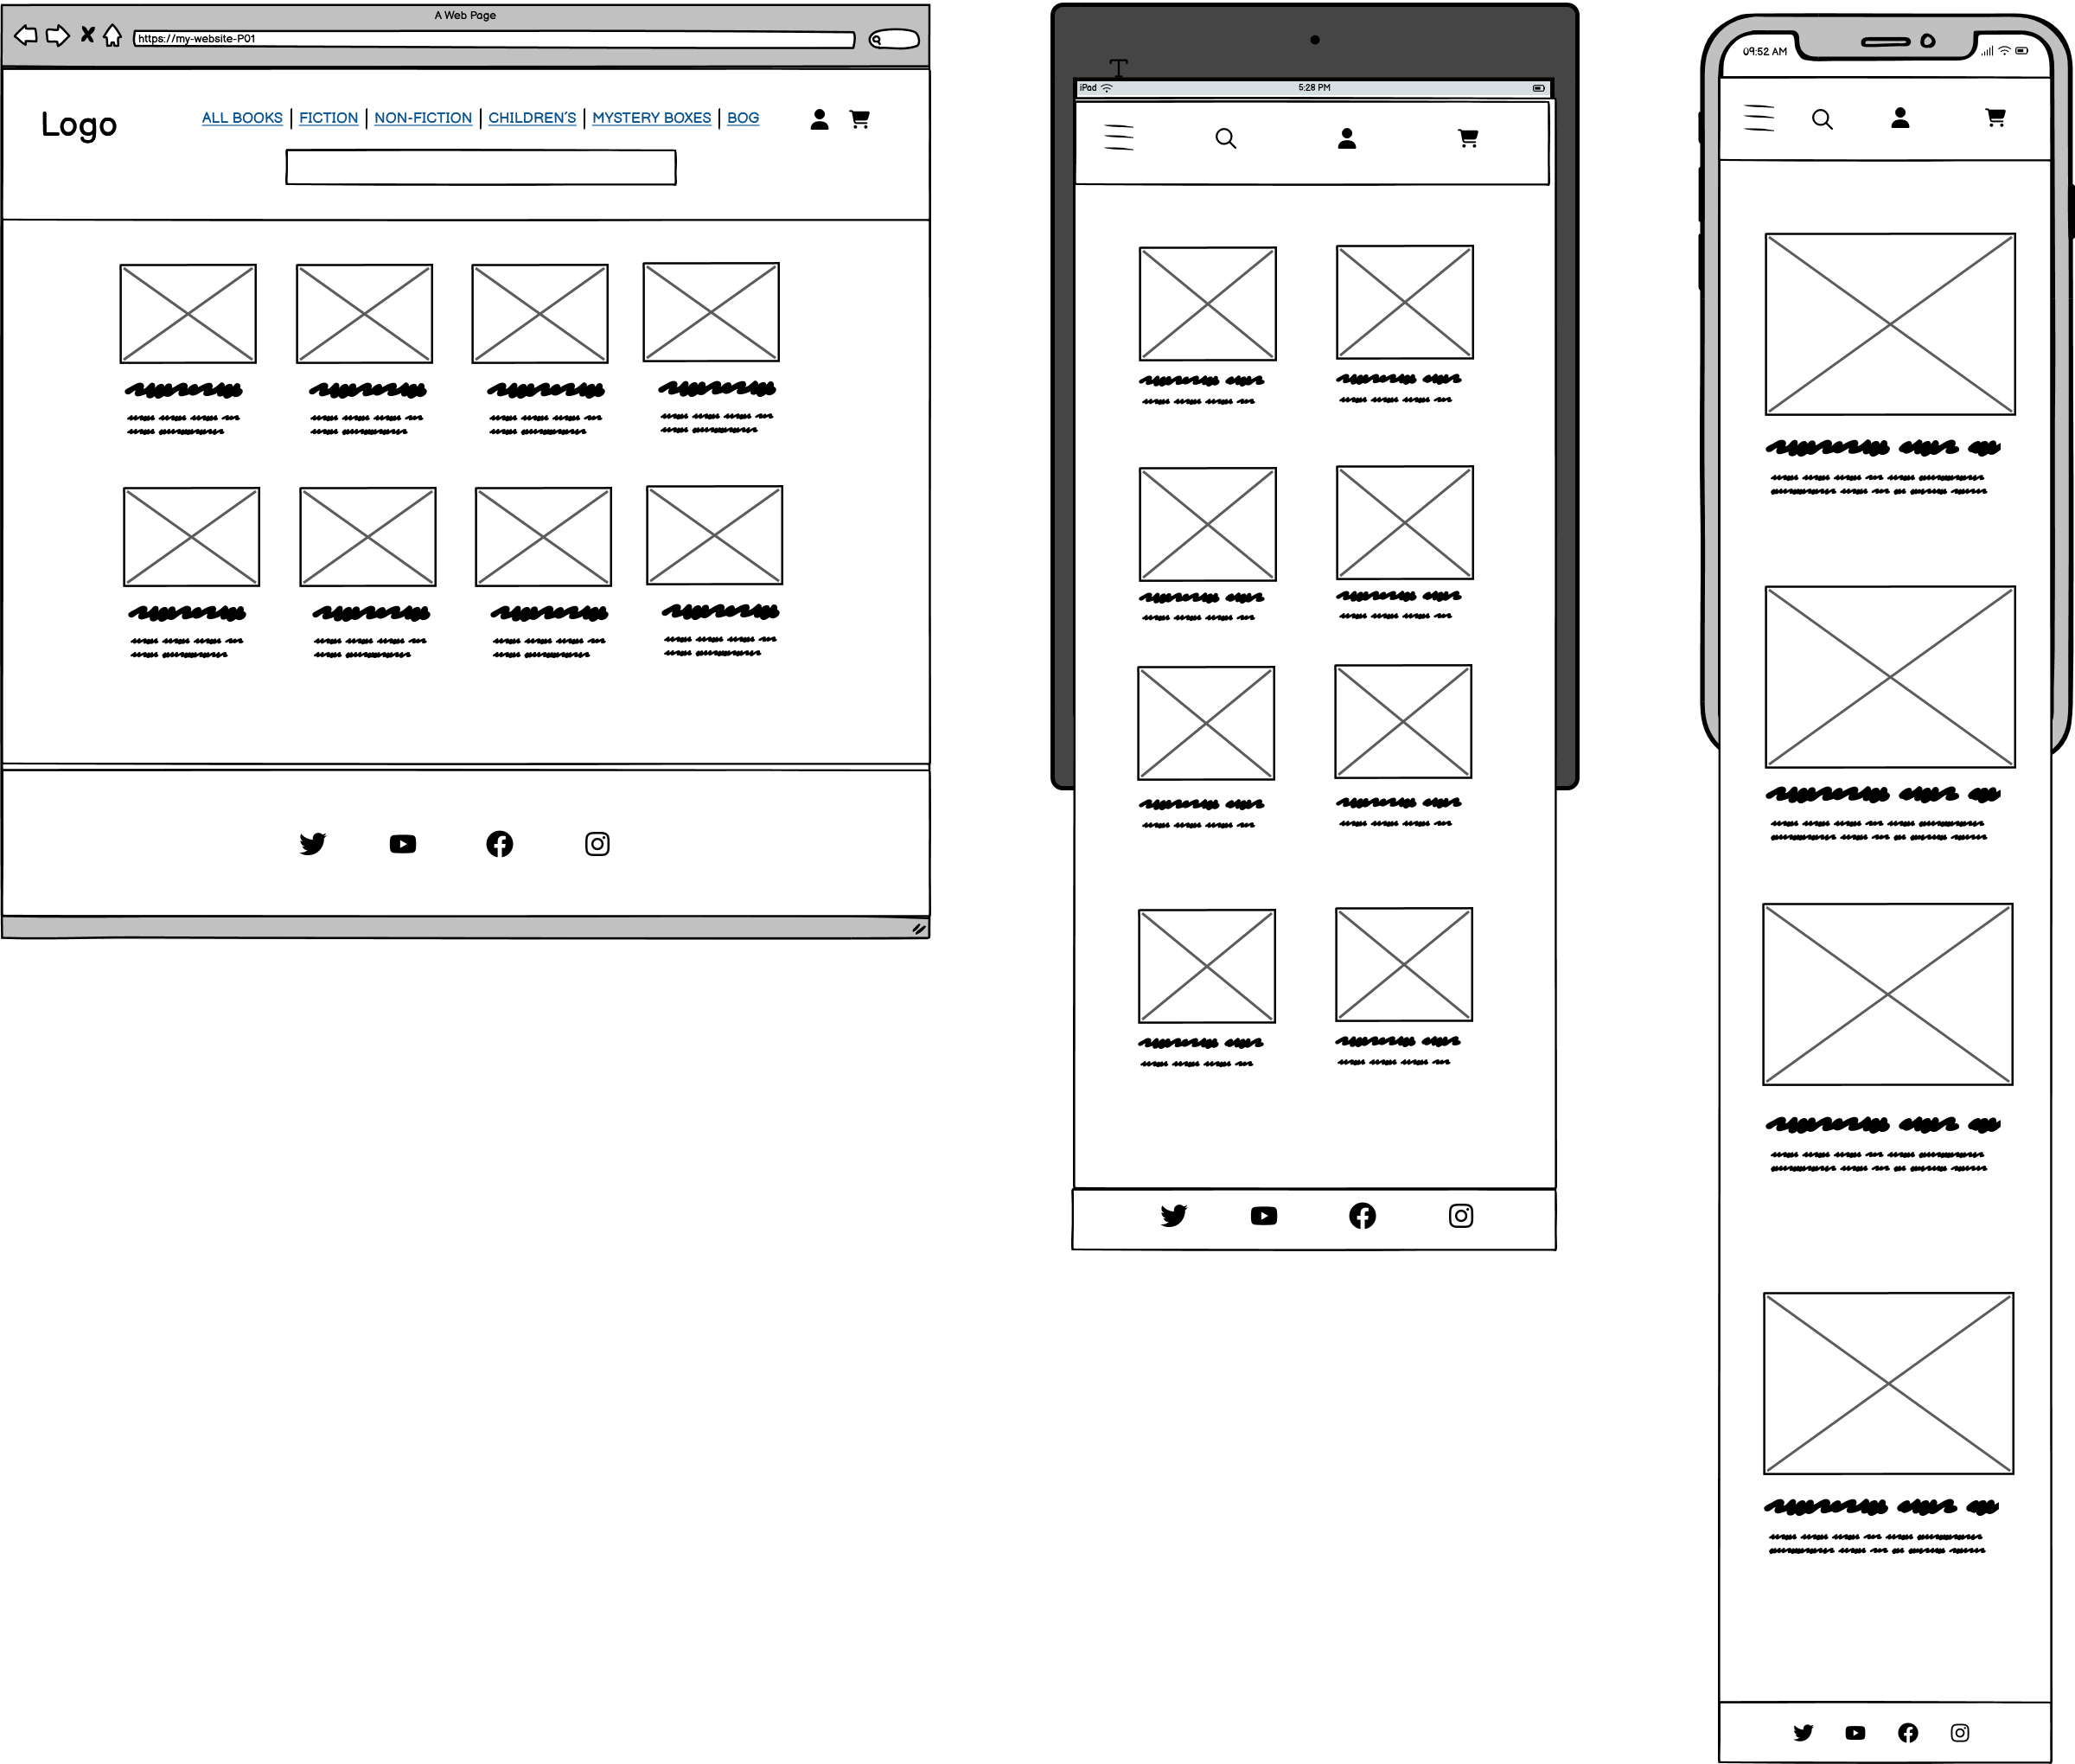 A Web Page
https://my-website-P01
Logo
ALL BOOKS | FICTION | NON-FICTION | CHILDREN'S | MYSTERY BOXES | BOG
T
iPad
5:28 PM
09:52 AM